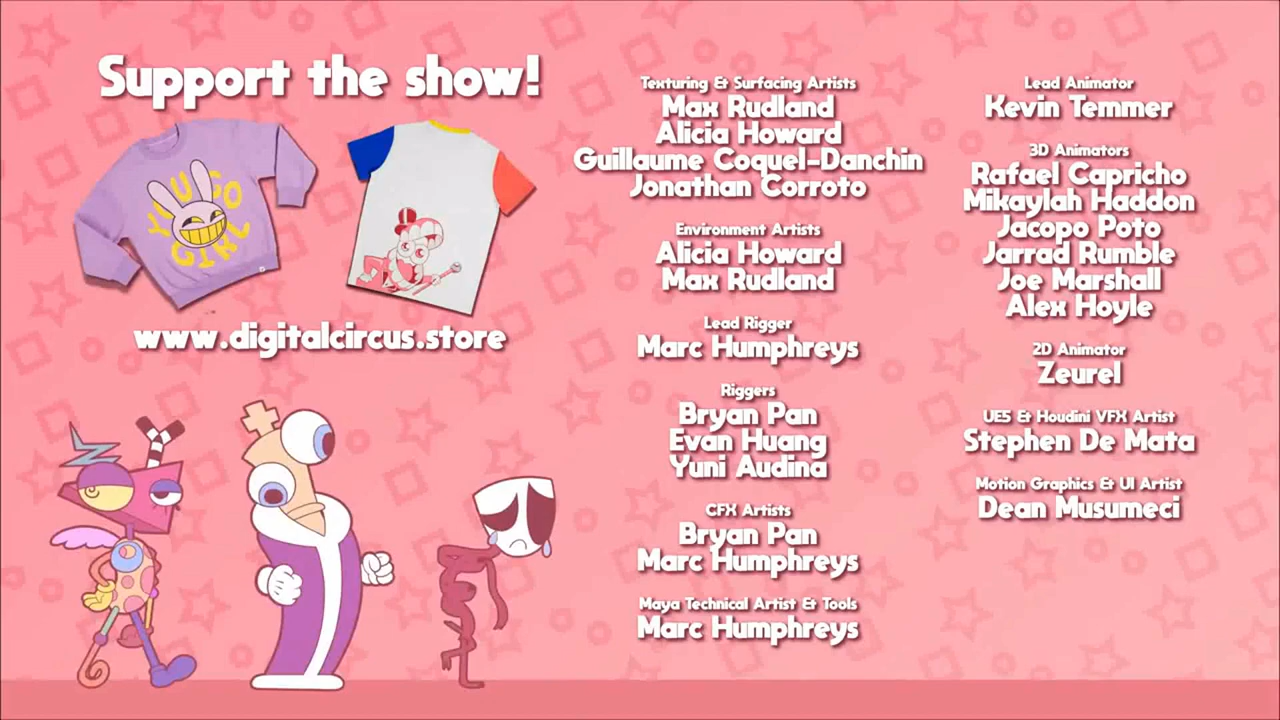 Support the show!
YOU GO
GIRL
www.digitalcircus.store
Texturing & Surfacing Artists
Max Rudland
Alicia Howard
Guillaume Coquel-Danchin
Jonathan Corroto
Environment Artists
Alicia Howard
Max Rudland
Lead Rigger
Marc Humphreys
Riggers
Bryan Pan
Evan Huang
Yuni Audina
CFX Artists
Bryan Pan
Marc Humphreys
Maya Technical Artist & Tools
Marc Humphreys
Lead Animator
Kevin Temmer
3D Animators
Rafael Capricho
Mikaylah Haddon
Jacopo Poto
Jarrad Rumble
Joe Marshall
Alex Hoyle
2D Animator
Zeurel
UE5 & Houdini VFX Artist
Stephen De Mata
Motion Graphics & UI Artist
Dean Musumeci